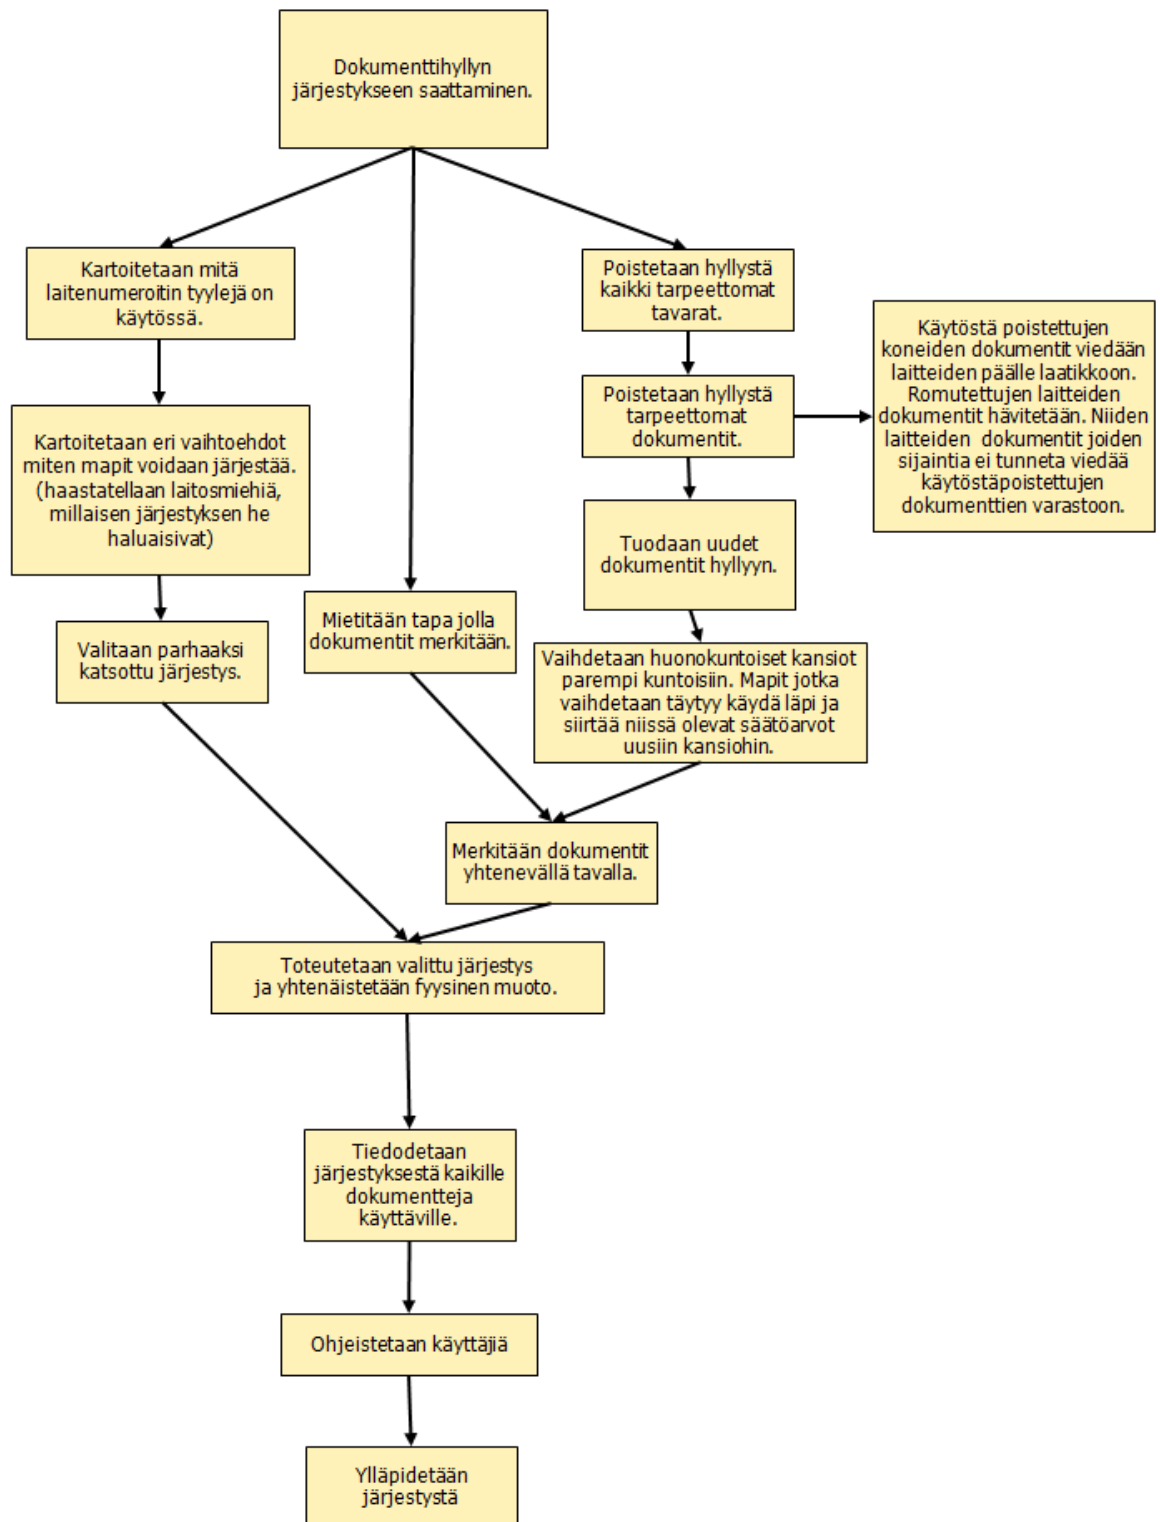 Dokumenttihyllyn
järjestykseen saattaminen.
Kartoitetaan mitä
laitenumeroitin tyylejä on
käytössä.
Poistetaan hyllystä
kaikki tarpeettomat
tavarat.
Käytöstä poistettujen
koneiden dokumentit viedään
laitteiden päälle laatikkoon.
Romutettujen laitteiden
dokumentit hävitetään. Niiden
laitteiden  dokumentit joiden
sijaintia ei tunneta viedää
käytöstäpoistettujen
dokumenttien varastoon.
Poistetaan hyllystä
tarpeettomat
dokumentit.
Kartoitetaan eri vaihtoehdot
miten mapit voidaan järjestää.
(haastatellaan laitosmiehiä,
millaisen järjestyksen he
haluaisivat)
Tuodaan uudet
dokumentit hyllyyn.
Mietitään tapa jolla
dokumentit merkitään.
Valitaan parhaaksi
katsottu järjestys.
Vaihdetaan huonokuntoiset kansiot
parempi kuntoisiin. Mapit jotka
vaihdetaan täytyy käydä läpi ja
siirtää niissä olevat säätöarvot
uusiin kansiohin.
Merkitään dokumentit
yhtenevällä tavalla.
Toteutetaan valittu järjestys
ja yhtenäistetään fyysinen muoto.
Tiedodetaan
järjestyksestä kaikille
dokumentteja
käyttäville.
Ohjeistetaan käyttäjiä
Ylläpidetään
järjestystä